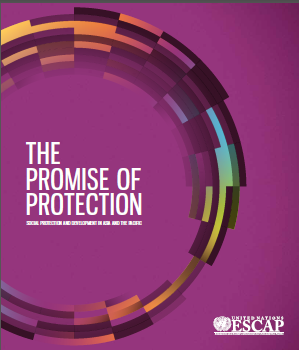 THE
PROMISE OF
PROTECTION
SOCIAL PROTECTION AND DEVELOPMENT IN ASIA AND THE PACIFIC
UNITED NATIONS
ESCAP